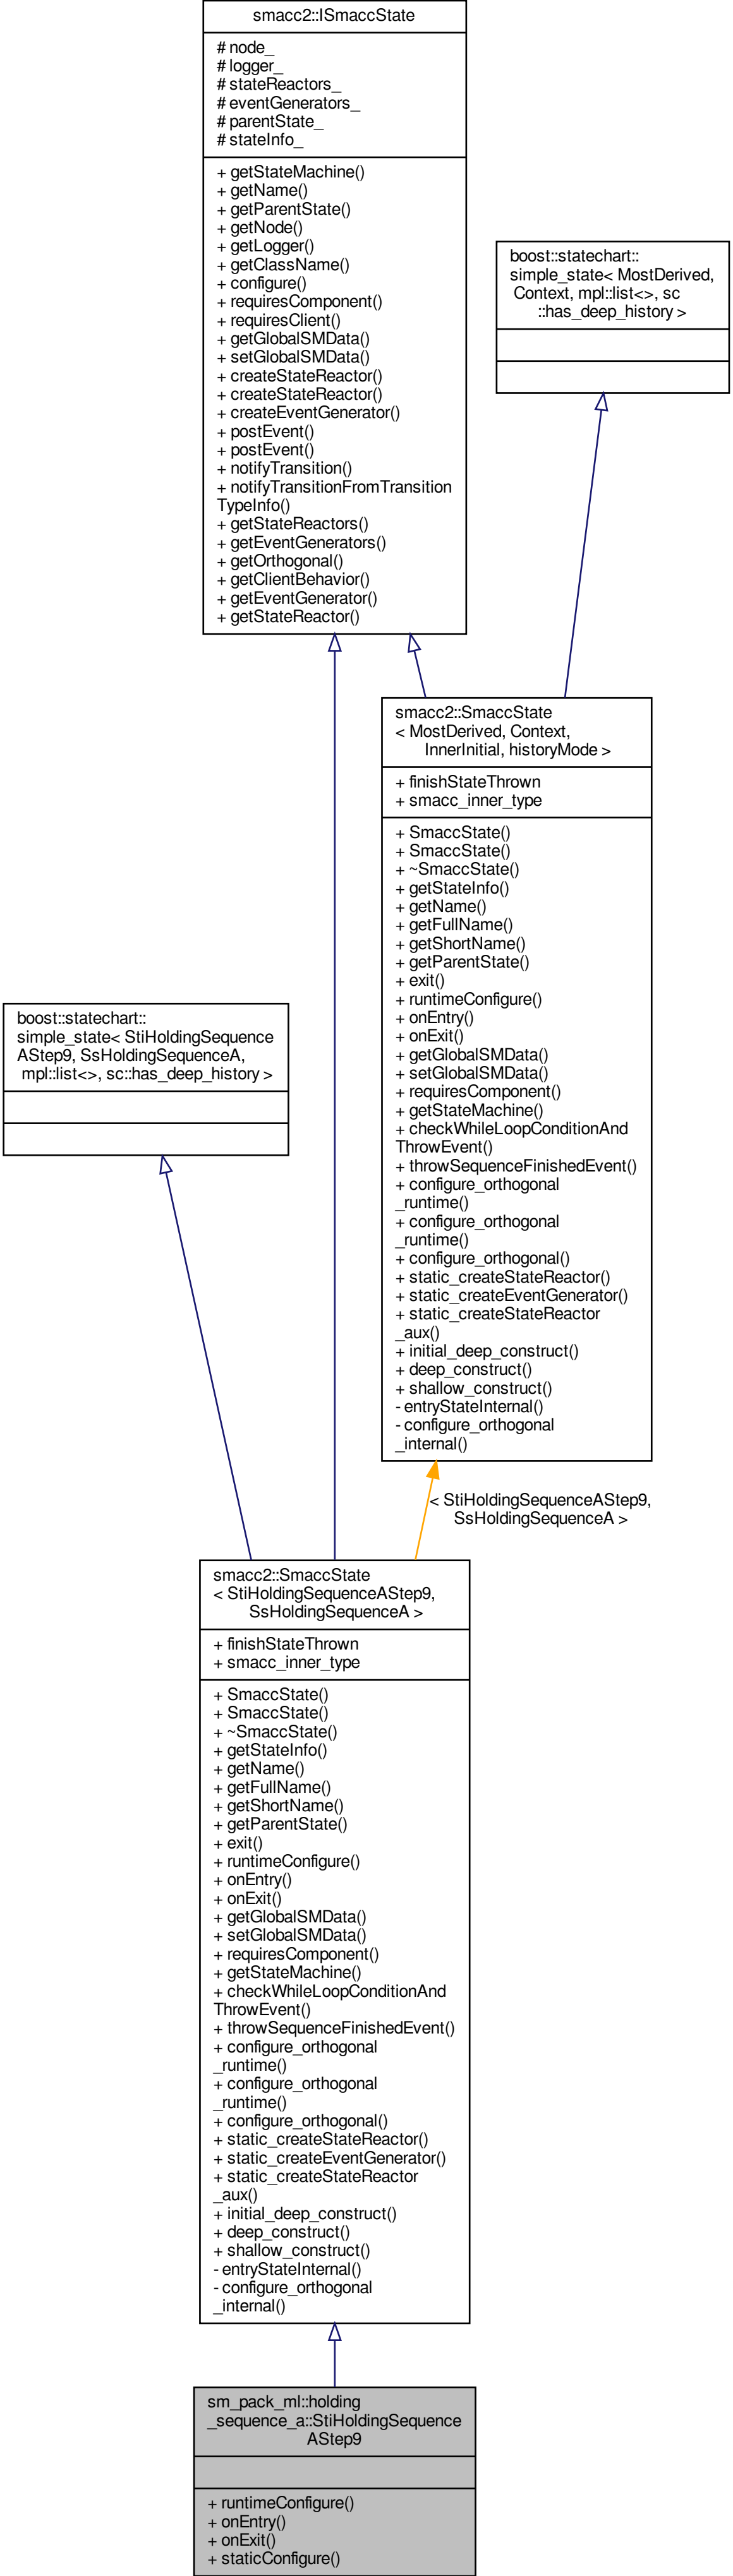 smacc2::ISmaccState
# node_
# logger_
# stateReactors_
# eventGenerators_
# parentState_
# stateInfo_
+ getStateMachine()
+ getName()
+ getParentState()
+ getNode()
+ getLogger()
+ getClassName()
+ configure()
+ requiresComponent()
+ requiresClient()
+ getGlobalSMData()
+ setGlobalSMData()
+ createStateReactor()
+ createStateReactor()
+ createEventGenerator()
+ postEvent()
+ postEvent()
+ notifyTransition()
+ notifyTransitionFromTransition
TypeInfo()
+ getStateReactors()
+ getEventGenerators()
+ getOrthogonal()
+ getClientBehavior()
+ getEventGenerator()
+ getStateReactor()
boost::statechart::
simple_state< MostDerived,
Context, mpl::list<>, sc
::has_deep_history >
smacc2::SmaccState
< MostDerived, Context,
InnerInitial, historyMode >
+ finishStateThrown
+ smacc_inner_type
+ SmaccState()
+ SmaccState()
+ ~SmaccState()
+ getStateInfo()
+ getName()
+ getFullName()
+ getShortName()
+ getParentState()
+ exit()
+ runtimeConfigure()
+ onEntry()
+ onExit()
+ getGlobalSMData()
+ setGlobalSMData()
+ requiresComponent()
+ getStateMachine()
+ checkWhileLoopConditionAnd
ThrowEvent()
+ throwSequenceFinishedEvent()
+ configure_orthogonal
_runtime()
+ configure_orthogonal
_runtime()
+ configure_orthogonal()
+ static_createStateReactor()
+ static_createEventGenerator()
+ static_createStateReactor
_aux()
+ initial_deep_construct()
+ deep_construct()
+ shallow_construct()
- entryStateInternal()
- configure_orthogonal
_internal()
boost::statechart::
simple_state< StiHoldingSequence
AStep9, SsHoldingSequenceA,
mpl::list<>, sc::has_deep_history >
< StiHoldingSequenceAStep9,
SsHoldingSequenceA >
smacc2::SmaccState
< StiHoldingSequenceAStep9,
SsHoldingSequenceA >
+ finishStateThrown
+ smacc_inner_type
+ SmaccState()
+ SmaccState()
+ ~SmaccState()
+ getStateInfo()
+ getName()
+ getFullName()
+ getShortName()
+ getParentState()
+ exit()
+ runtimeConfigure()
+ onEntry()
+ onExit()
+ getGlobalSMData()
+ setGlobalSMData()
+ requiresComponent()
+ getStateMachine()
+ checkWhileLoopConditionAnd
ThrowEvent()
+ throwSequenceFinishedEvent()
+ configure_orthogonal
_runtime()
+ configure_orthogonal
_runtime()
+ configure_orthogonal()
+ static_createStateReactor()
+ static_createEventGenerator()
+ static_createStateReactor
_aux()
+ initial_deep_construct()
+ deep_construct()
+ shallow_construct()
- entryStateInternal()
- configure_orthogonal
_internal()
sm_pack_ml::holding
_sequence_a::StiHoldingSequence
AStep9
+ runtimeConfigure()
+ onEntry()
+ onExit()
+ staticConfigure()